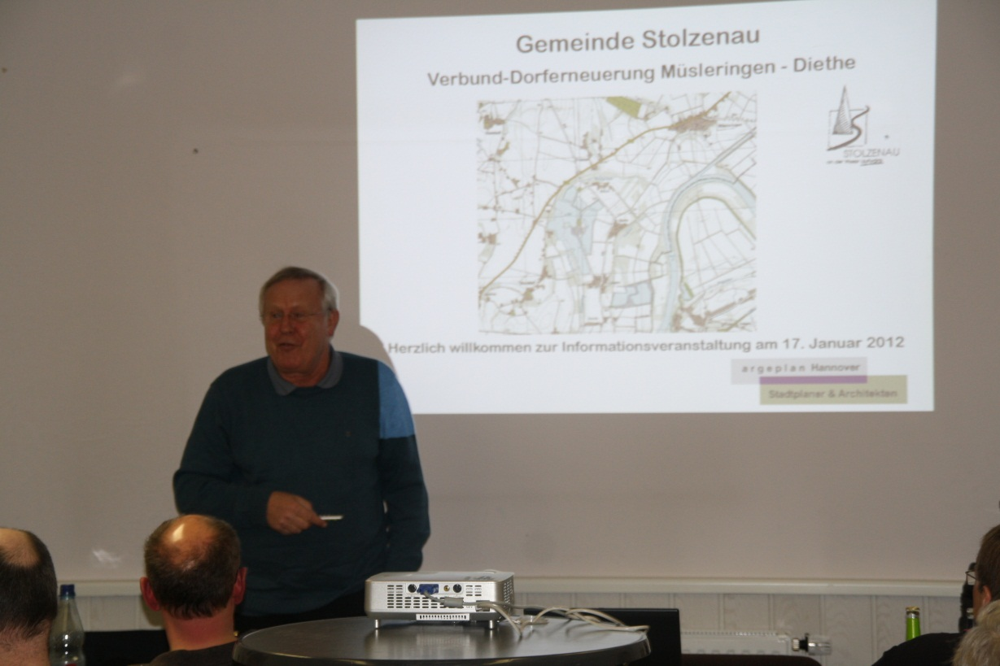 Gemeinde Stolzenau
Verbund-Dorferneuerung Müsleringen - Diethe
STOLZENAU
Herzlich willkommen zur Informationsveranstaltung am 17. Januar 2012
argeplan Hannover
Stadtplaner & Architekten